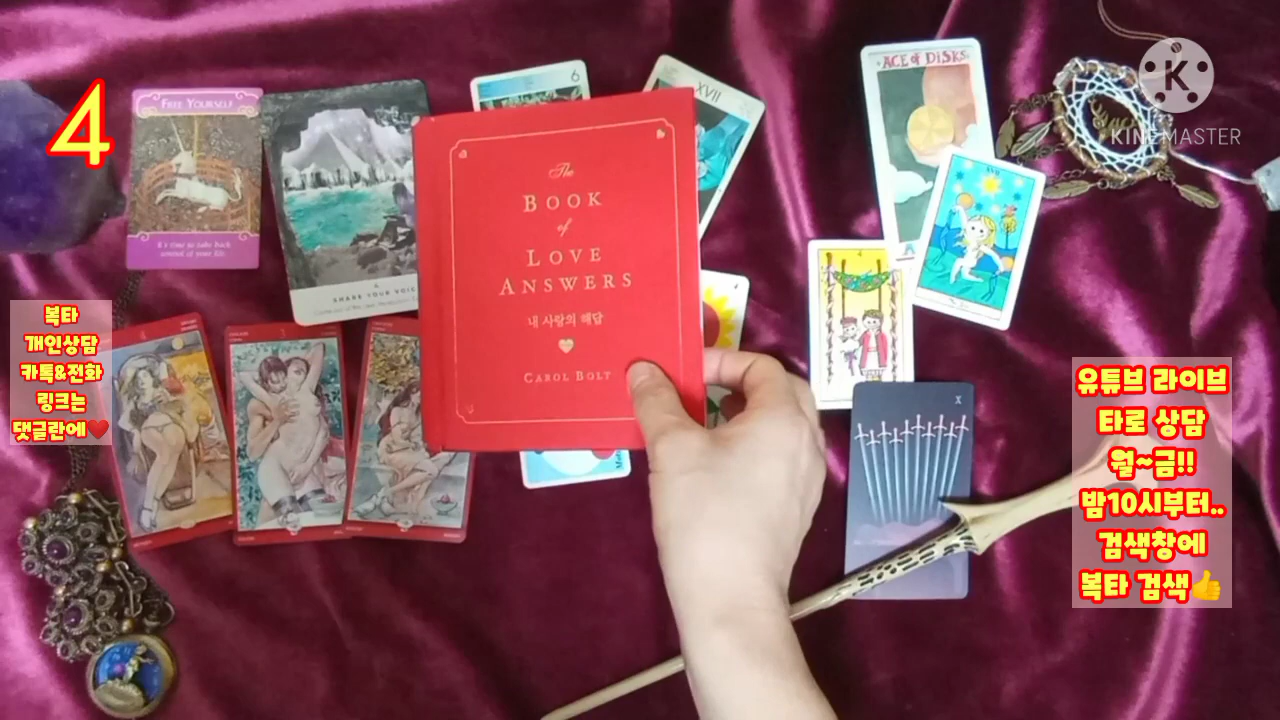 4
FREE YOURSELF
It's time to take back
control of your life.
SHARE YOUR VOICE
6
XVII
The
BOOK
of
LOVE
ANSWERS
내 사랑의 해답
CAROL BOLT
ACE of DISKS
XVII
X
K
KINEMASTER
복타
개인상담
카톡&전화
링크는
댓글란에❤️
유튜브 라이브
타로 상담
월~금!!
밤10시부터..
검색창에
복타 검색👍